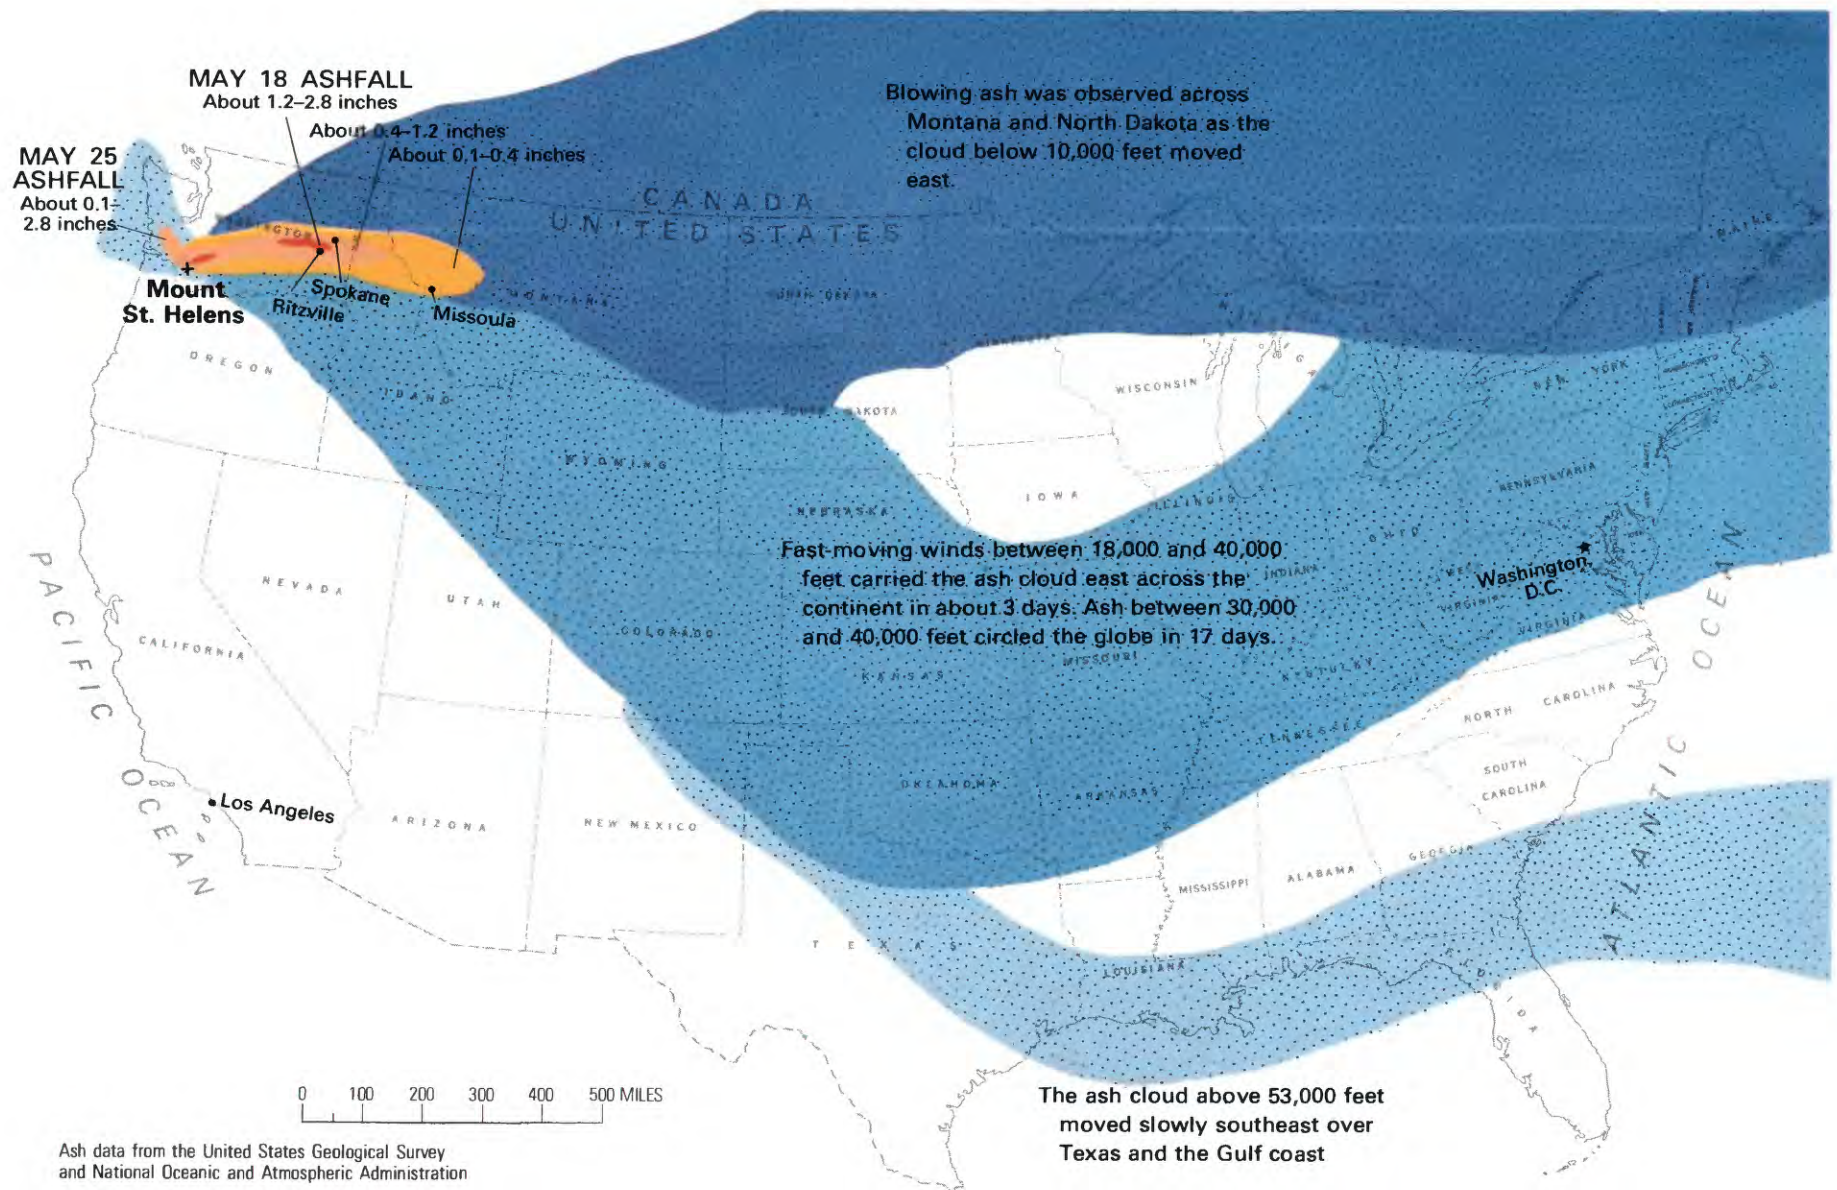 MAY 18 ASHFALL
About 1.2–2.8 inches
About 0.4–1.2 inches
About 0.1–0.4 inches
MAY 25
ASHFALL
About 0.1–
2.8 inches
Blowing ash was observed across
Montana and North Dakota as the
cloud below 10,000 feet moved
east.
CANADA
UNITED STATES
MAINE
Mount
St. Helens
Ritzville
Spokane
Missoula
MONTANA
OREGON
IDAHO
WISCONSIN
NEW YORK
WYOMING
NEBRASKA
IOWA
ILLINOIS
OHIO
PENNSYLVANIA
Fast-moving winds between 18,000 and 40,000
feet carried the ash cloud east across the
continent in about 3 days. Ash between 30,000
and 40,000 feet circled the globe in 17 days.
INDIANA
Washington,
D.C.
VIRGINIA
PACIFIC OCEAN
NEVADA
UTAH
COLORADO
CALIFORNIA
KANSAS
MISSOURI
KENTUCKY
VIRGINIA
ATLANTIC OCEAN
NORTH CAROLINA
TENNESSEE
SOUTH
CAROLINA
OKLAHOMA
ARKANSAS
Los Angeles
ARIZONA
NEW MEXICO
MISSISSIPPI
ALABAMA
GEORGIA
TEXAS
LOUISIANA
FLORIDA
0 100 200 300 400 500 MILES
The ash cloud above 53,000 feet
moved slowly southeast over
Texas and the Gulf coast
Ash data from the United States Geological Survey
and National Oceanic and Atmospheric Administration